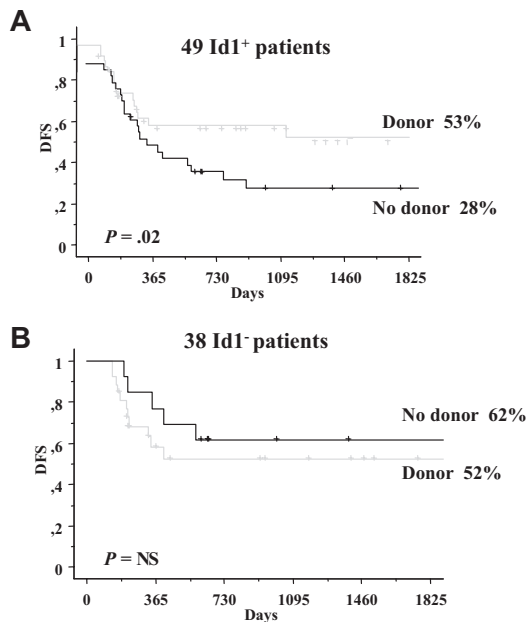 A
49 Id1+ patients
1
,8
,6
,4
,2
0
DFS
Donor 53%
No donor 28%
P = .02
0 365 730 1095 1460 1825
Days
B
38 Id1- patients
1
,8
,6
,4
,2
0
DFS
No donor 62%
Donor 52%
P = NS
0 365 730 1095 1460 1825
Days